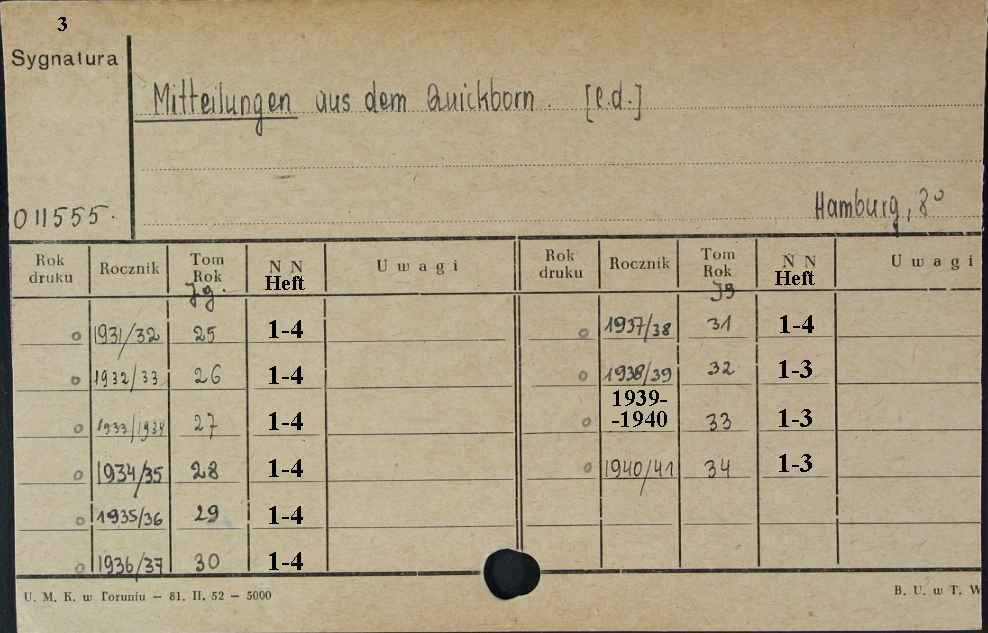 3
Sygnatura
Mitteilungen aus dem Quickborn. [l.d.]
011555.
Hamburg, 8°
Rok druku Rocznik Tom Rok Jg. N N Heft Uwagi Rok druku Rocznik Tom Rok Jg N N Heft Uwagi
o 1931/32 25 1-4 o 1937/38 31 1-4
o 1932/33 26 1-4 o 1938/39 32 1-3
o 1933/1934 27 1-4 o 1939--1940 33 1-3
o 1934/35 28 1-4 o 1940/41 34 1-3
o 1935/36 29 1-4
o 1936/37 30 1-4
U. M. K. w Toruniu — 81. II. 52 — 5000
B. U. w T. W